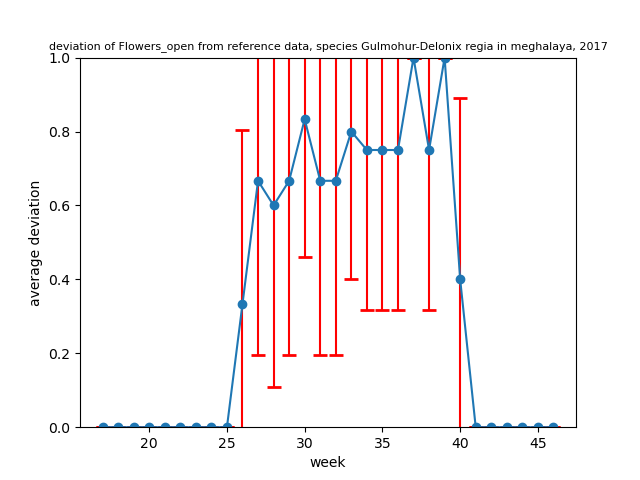 deviation of Flowers_open from reference data, species Gulmohur-Delonix regia in meghalaya, 2017
1.0
0.8
0.6
0.4
0.2
0.0
average deviation
20 25 30 35 40 45
week